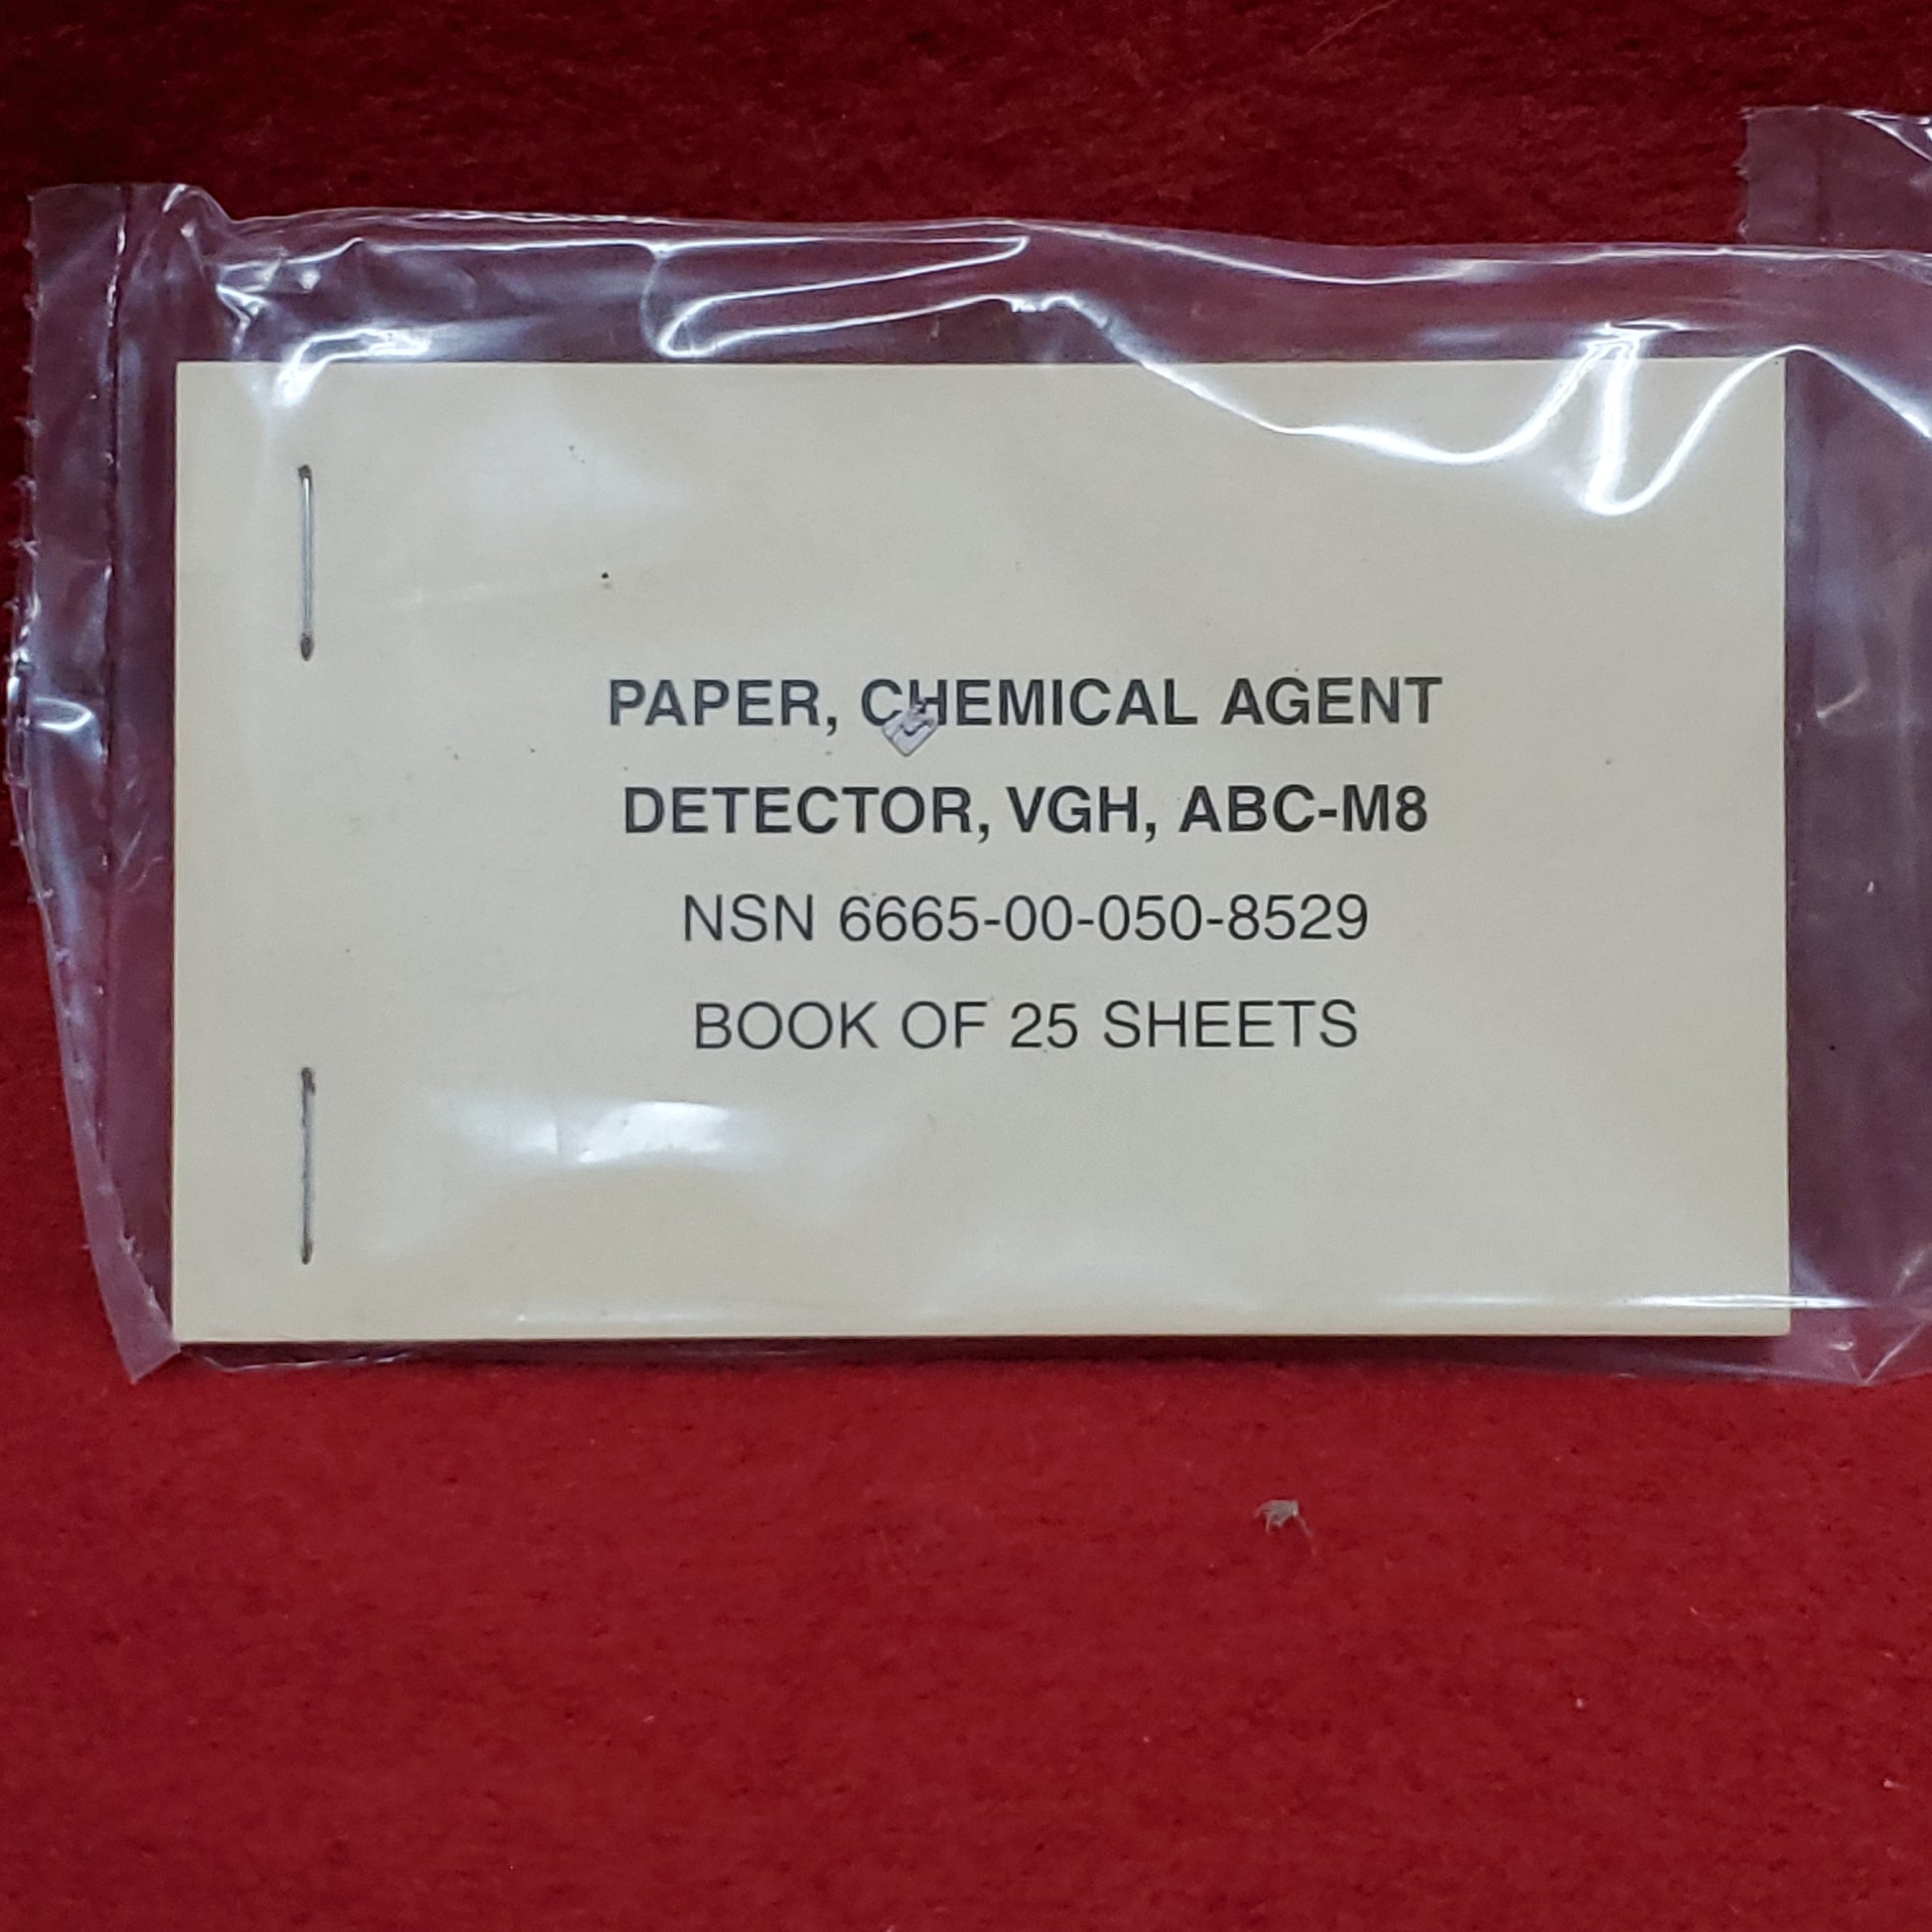 PAPER, CHEMICAL AGENT
DETECTOR, VGH, ABC-M8
NSN 6665-00-050-8529
BOOK OF 25 SHEETS